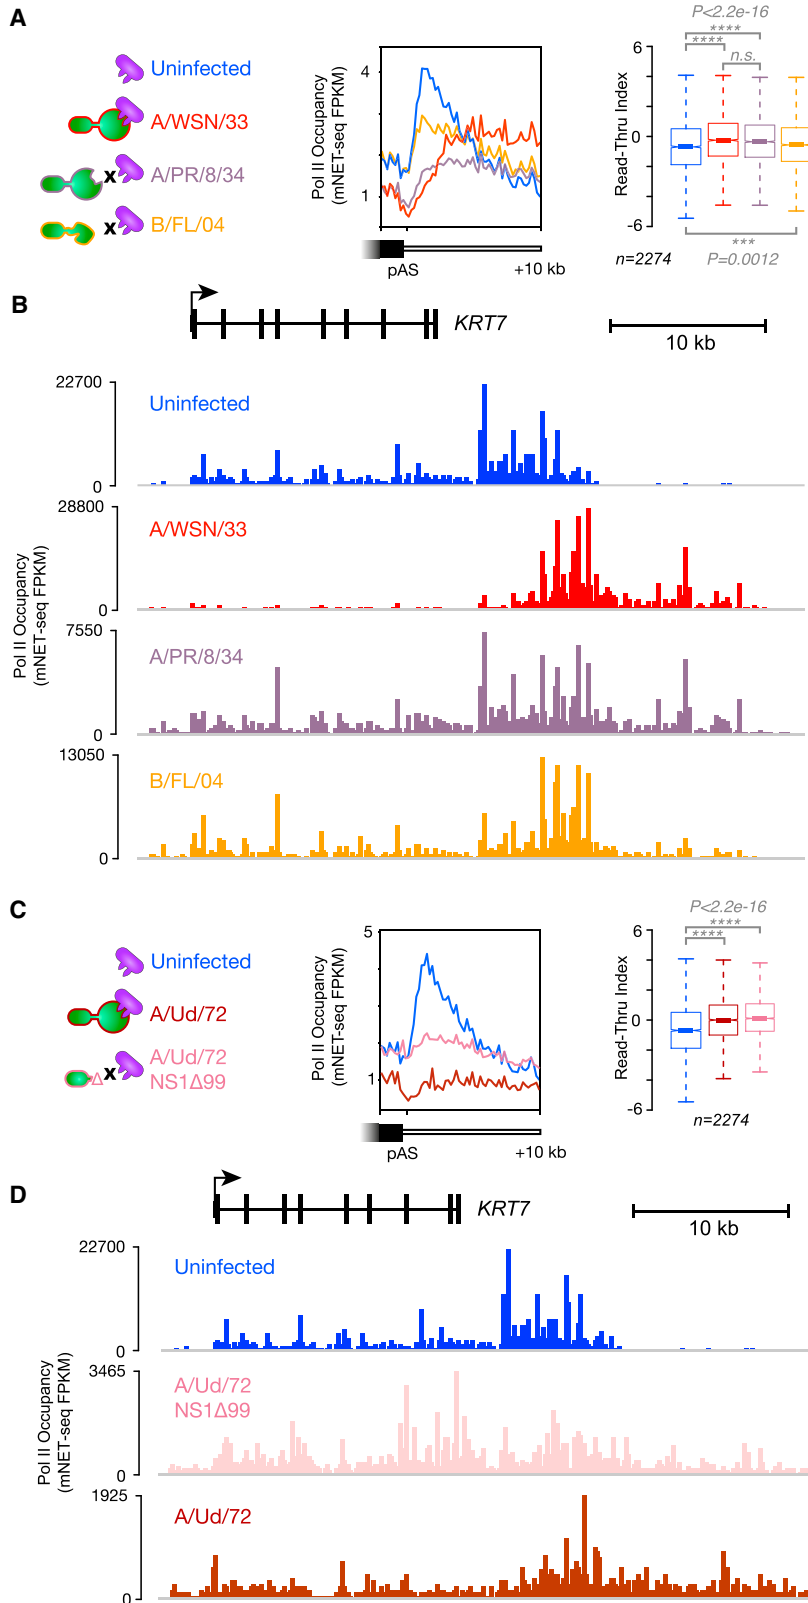 A
P<2.2e-16
****
****
n.s.
Uninfected
A/WSN/33
x
A/PR/8/34
x
B/FL/04
Pol II Occupancy
(mNET-seq FPKM)
4
1
pAS
+10 kb
Read-Thru Index
6
0
-6
***
n=2274
P=0.0012
B
KRT7
10 kb
Pol II Occupancy
(mNET-seq FPKM)
22700
Uninfected
0
28800
A/WSN/33
0
7550
A/PR/8/34
0
13050
B/FL/04
0
C
P<2.2e-16
****
****
Uninfected
A/Ud/72
Δ
x
A/Ud/72
NS1Δ99
Pol II Occupancy
(mNET-seq FPKM)
5
1
pAS
+10 kb
Read-Thru Index
6
0
-6
n=2274
D
KRT7
10 kb
Pol II Occupancy
(mNET-seq FPKM)
22700
Uninfected
0
3465
A/Ud/72
NS1Δ99
0
1925
A/Ud/72
0